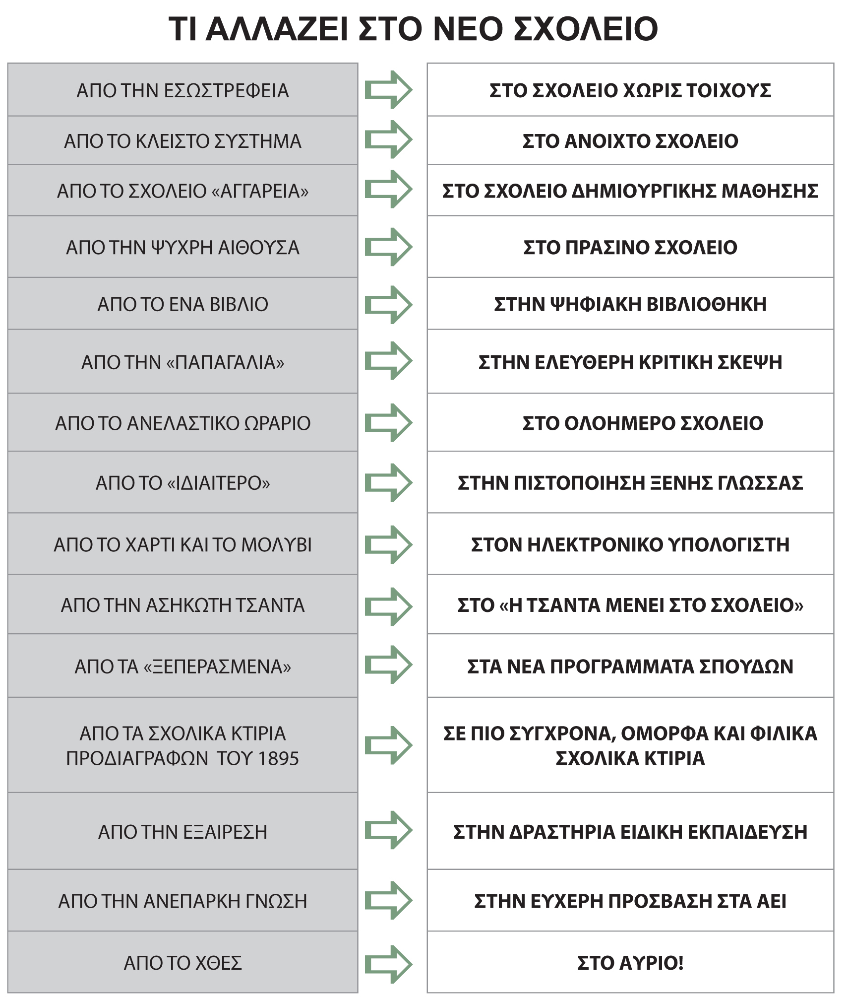 ΤΙ ΑΛΛΑΖΕΙ ΣΤΟ ΝΕΟ ΣΧΟΛΕΙΟ
ΑΠΟ ΤΗΝ ΕΣΩΣΤΡΕΦΕΙΑ
ΣΤΟ ΣΧΟΛΕΙΟ ΧΩΡΙΣ ΤΟΙΧΟΥΣ
ΑΠΟ ΤΟ ΚΛΕΙΣΤΟ ΣΥΣΤΗΜΑ
ΣΤΟ ΑΝΟΙΧΤΟ ΣΧΟΛΕΙΟ
ΑΠΟ ΤΟ ΣΧΟΛΕΙΟ «ΑΓΓΑΡΕΙΑ»
ΣΤΟ ΣΧΟΛΕΙΟ ΔΗΜΙΟΥΡΓΙΚΗΣ ΜΑΘΗΣΗΣ
ΑΠΟ ΤΗΝ ΨΥΧΡΗ ΑΙΘΟΥΣΑ
ΣΤΟ ΠΡΑΣΙΝΟ ΣΧΟΛΕΙΟ
ΑΠΟ ΤΟ ΕΝΑ ΒΙΒΛΙΟ
ΣΤΗΝ ΨΗΦΙΑΚΗ ΒΙΒΛΙΟΘΗΚΗ
ΑΠΟ ΤΗΝ «ΠΑΠΑΓΑΛΙΑ»
ΣΤΗΝ ΕΛΕΥΘΕΡΗ ΚΡΙΤΙΚΗ ΣΚΕΨΗ
ΑΠΟ ΤΟ ΑΝΕΛΑΣΤΙΚΟ ΩΡΑΡΙΟ
ΣΤΟ ΟΛΟΗΜΕΡΟ ΣΧΟΛΕΙΟ
ΑΠΟ ΤΟ «ΙΔΙΑΙΤΕΡΟ»
ΣΤΗΝ ΠΙΣΤΟΠΟΙΗΣΗ ΞΕΝΗΣ ΓΛΩΣΣΑΣ
ΑΠΟ ΤΟ ΧΑΡΤΙ ΚΑΙ ΤΟ ΜΟΛΥΒΙ
ΣΤΟΝ ΗΛΕΚΤΡΟΝΙΚΟ ΥΠΟΛΟΓΙΣΤΗ
ΑΠΟ ΤΗΝ ΑΣΗΚΩΤΗ ΤΣΑΝΤΑ
ΣΤΟ «Η ΤΣΑΝΤΑ ΜΕΝΕΙ ΣΤΟ ΣΧΟΛΕΙΟ»
ΑΠΟ ΤΑ «ΞΕΠΕΡΑΣΜΕΝΑ»
ΣΤΑ ΝΕΑ ΠΡΟΓΡΑΜΜΑΤΑ ΣΠΟΥΔΩΝ
ΑΠΟ ΤΑ ΣΧΟΛΙΚΑ ΚΤΙΡΙΑ
ΠΡΟΔΙΑΓΡΑΦΩΝ ΤΟΥ 1895
ΣΕ ΠΙΟ ΣΥΓΧΡΟΝΑ, ΟΜΟΡΦΑ ΚΑΙ ΦΙΛΙΚΑ
ΣΧΟΛΙΚΑ ΚΤΙΡΙΑ
ΑΠΟ ΤΗΝ ΕΞΑΙΡΕΣΗ
ΣΤΗΝ ΔΡΑΣΤΗΡΙΑ ΕΙΔΙΚΗ ΕΚΠΑΙΔΕΥΣΗ
ΑΠΟ ΤΗΝ ΑΝΕΠΑΡΚΗ ΓΝΩΣΗ
ΣΤΗΝ ΕΥΧΕΡΗ ΠΡΟΣΒΑΣΗ ΣΤΑ ΑΕΙ
ΑΠΟ ΤΟ ΧΘΕΣ
ΣΤΟ ΑΥΡΙΟ!